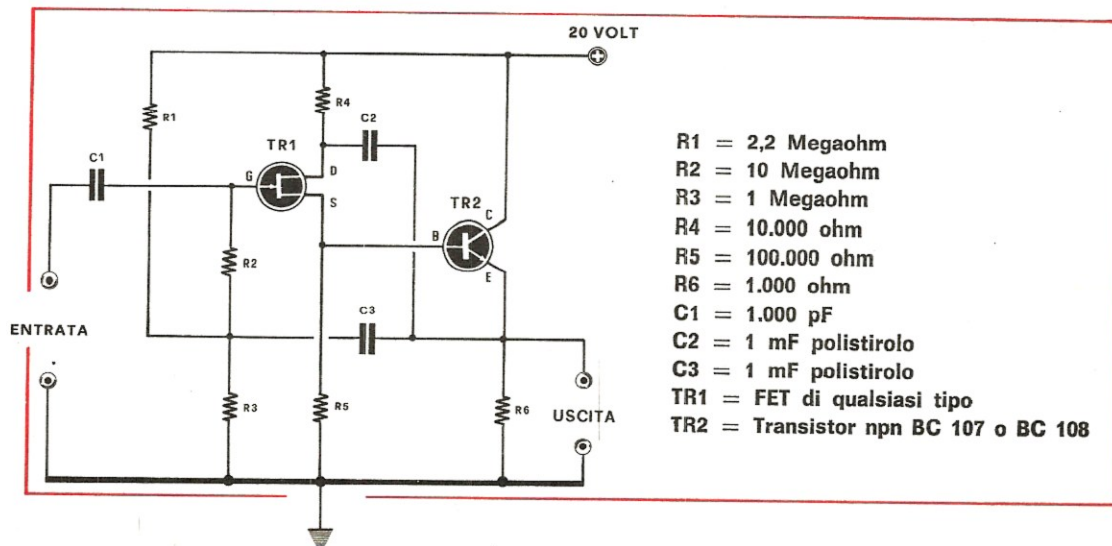 20 VOLT
R1
R4
C2
C1
TR1
D
G
S
TR2
C
B
E
R2
C3
ENTRATA
R3
R5
R6
USCITA
R1 = 2,2 Megaohm
R2 = 10 Megaohm
R3 = 1 Megaohm
R4 = 10.000 ohm
R5 = 100.000 ohm
R6 = 1.000 ohm
C1 = 1.000 pF
C2 = 1 mF polistirolo
C3 = 1 mF polistirolo
TR1 = FET di qualsiasi tipo
TR2 = Transistor npn BC 107 o BC 108